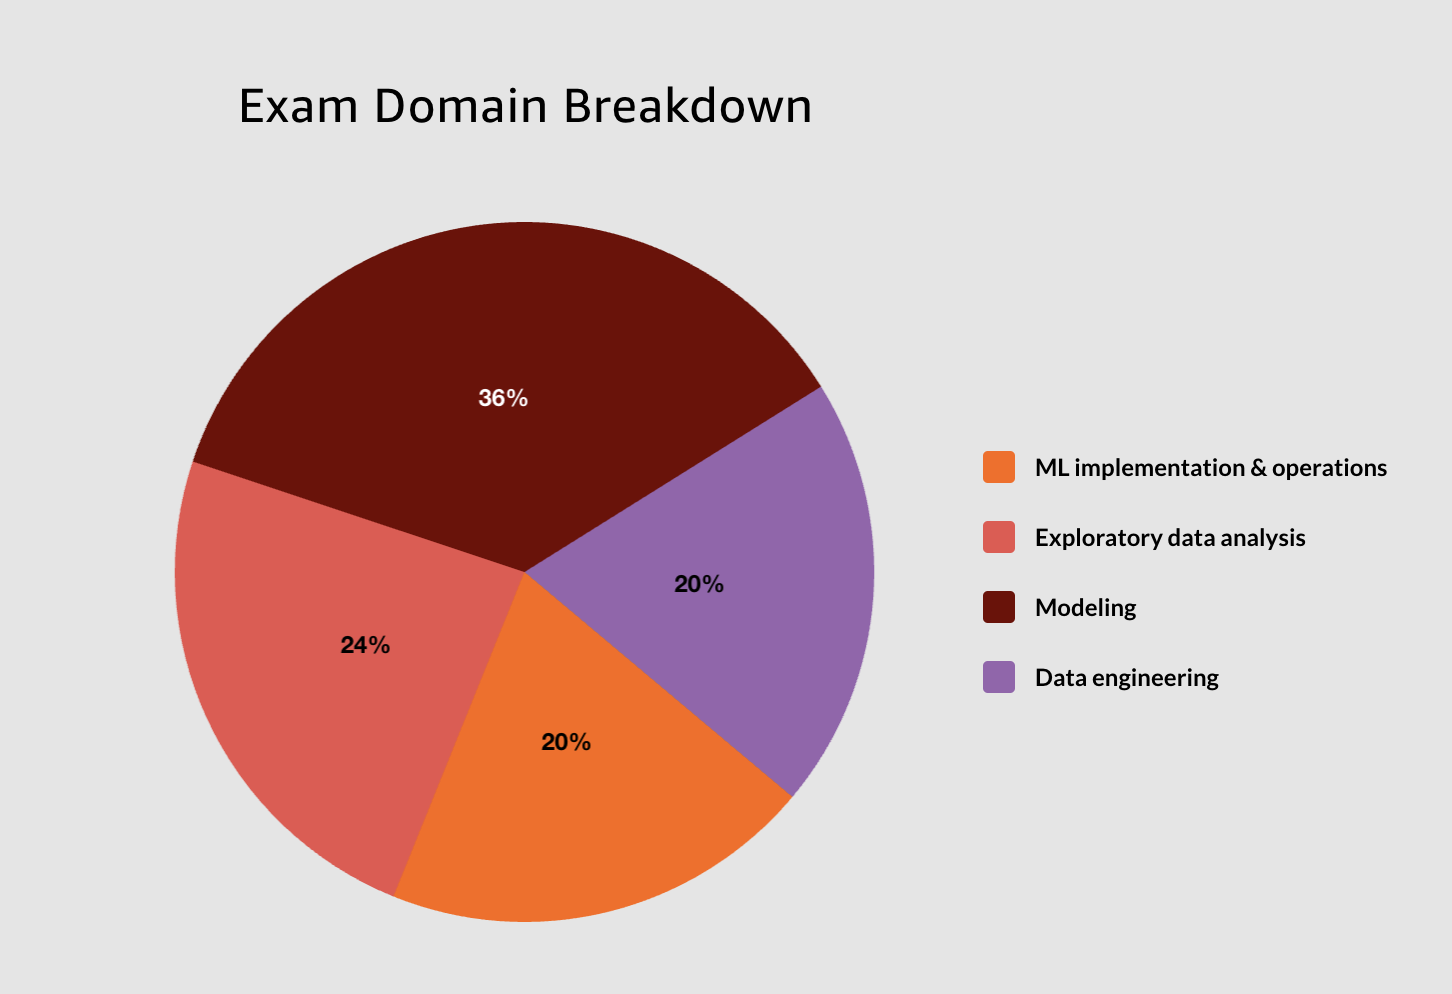 Exam Domain Breakdown
36%
20%
24%
20%
ML implementation & operations
Exploratory data analysis
Modeling
Data engineering